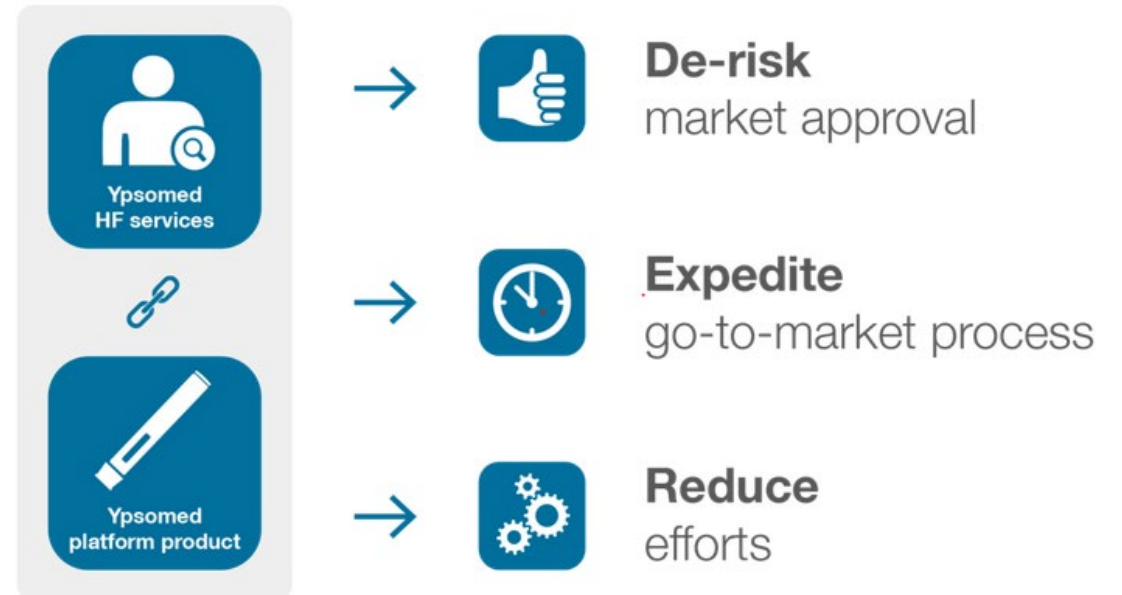 Ypsomed
HF services
Ypsomed
platform product
De-risk
market approval
Expedite
go-to-market process
Reduce
efforts